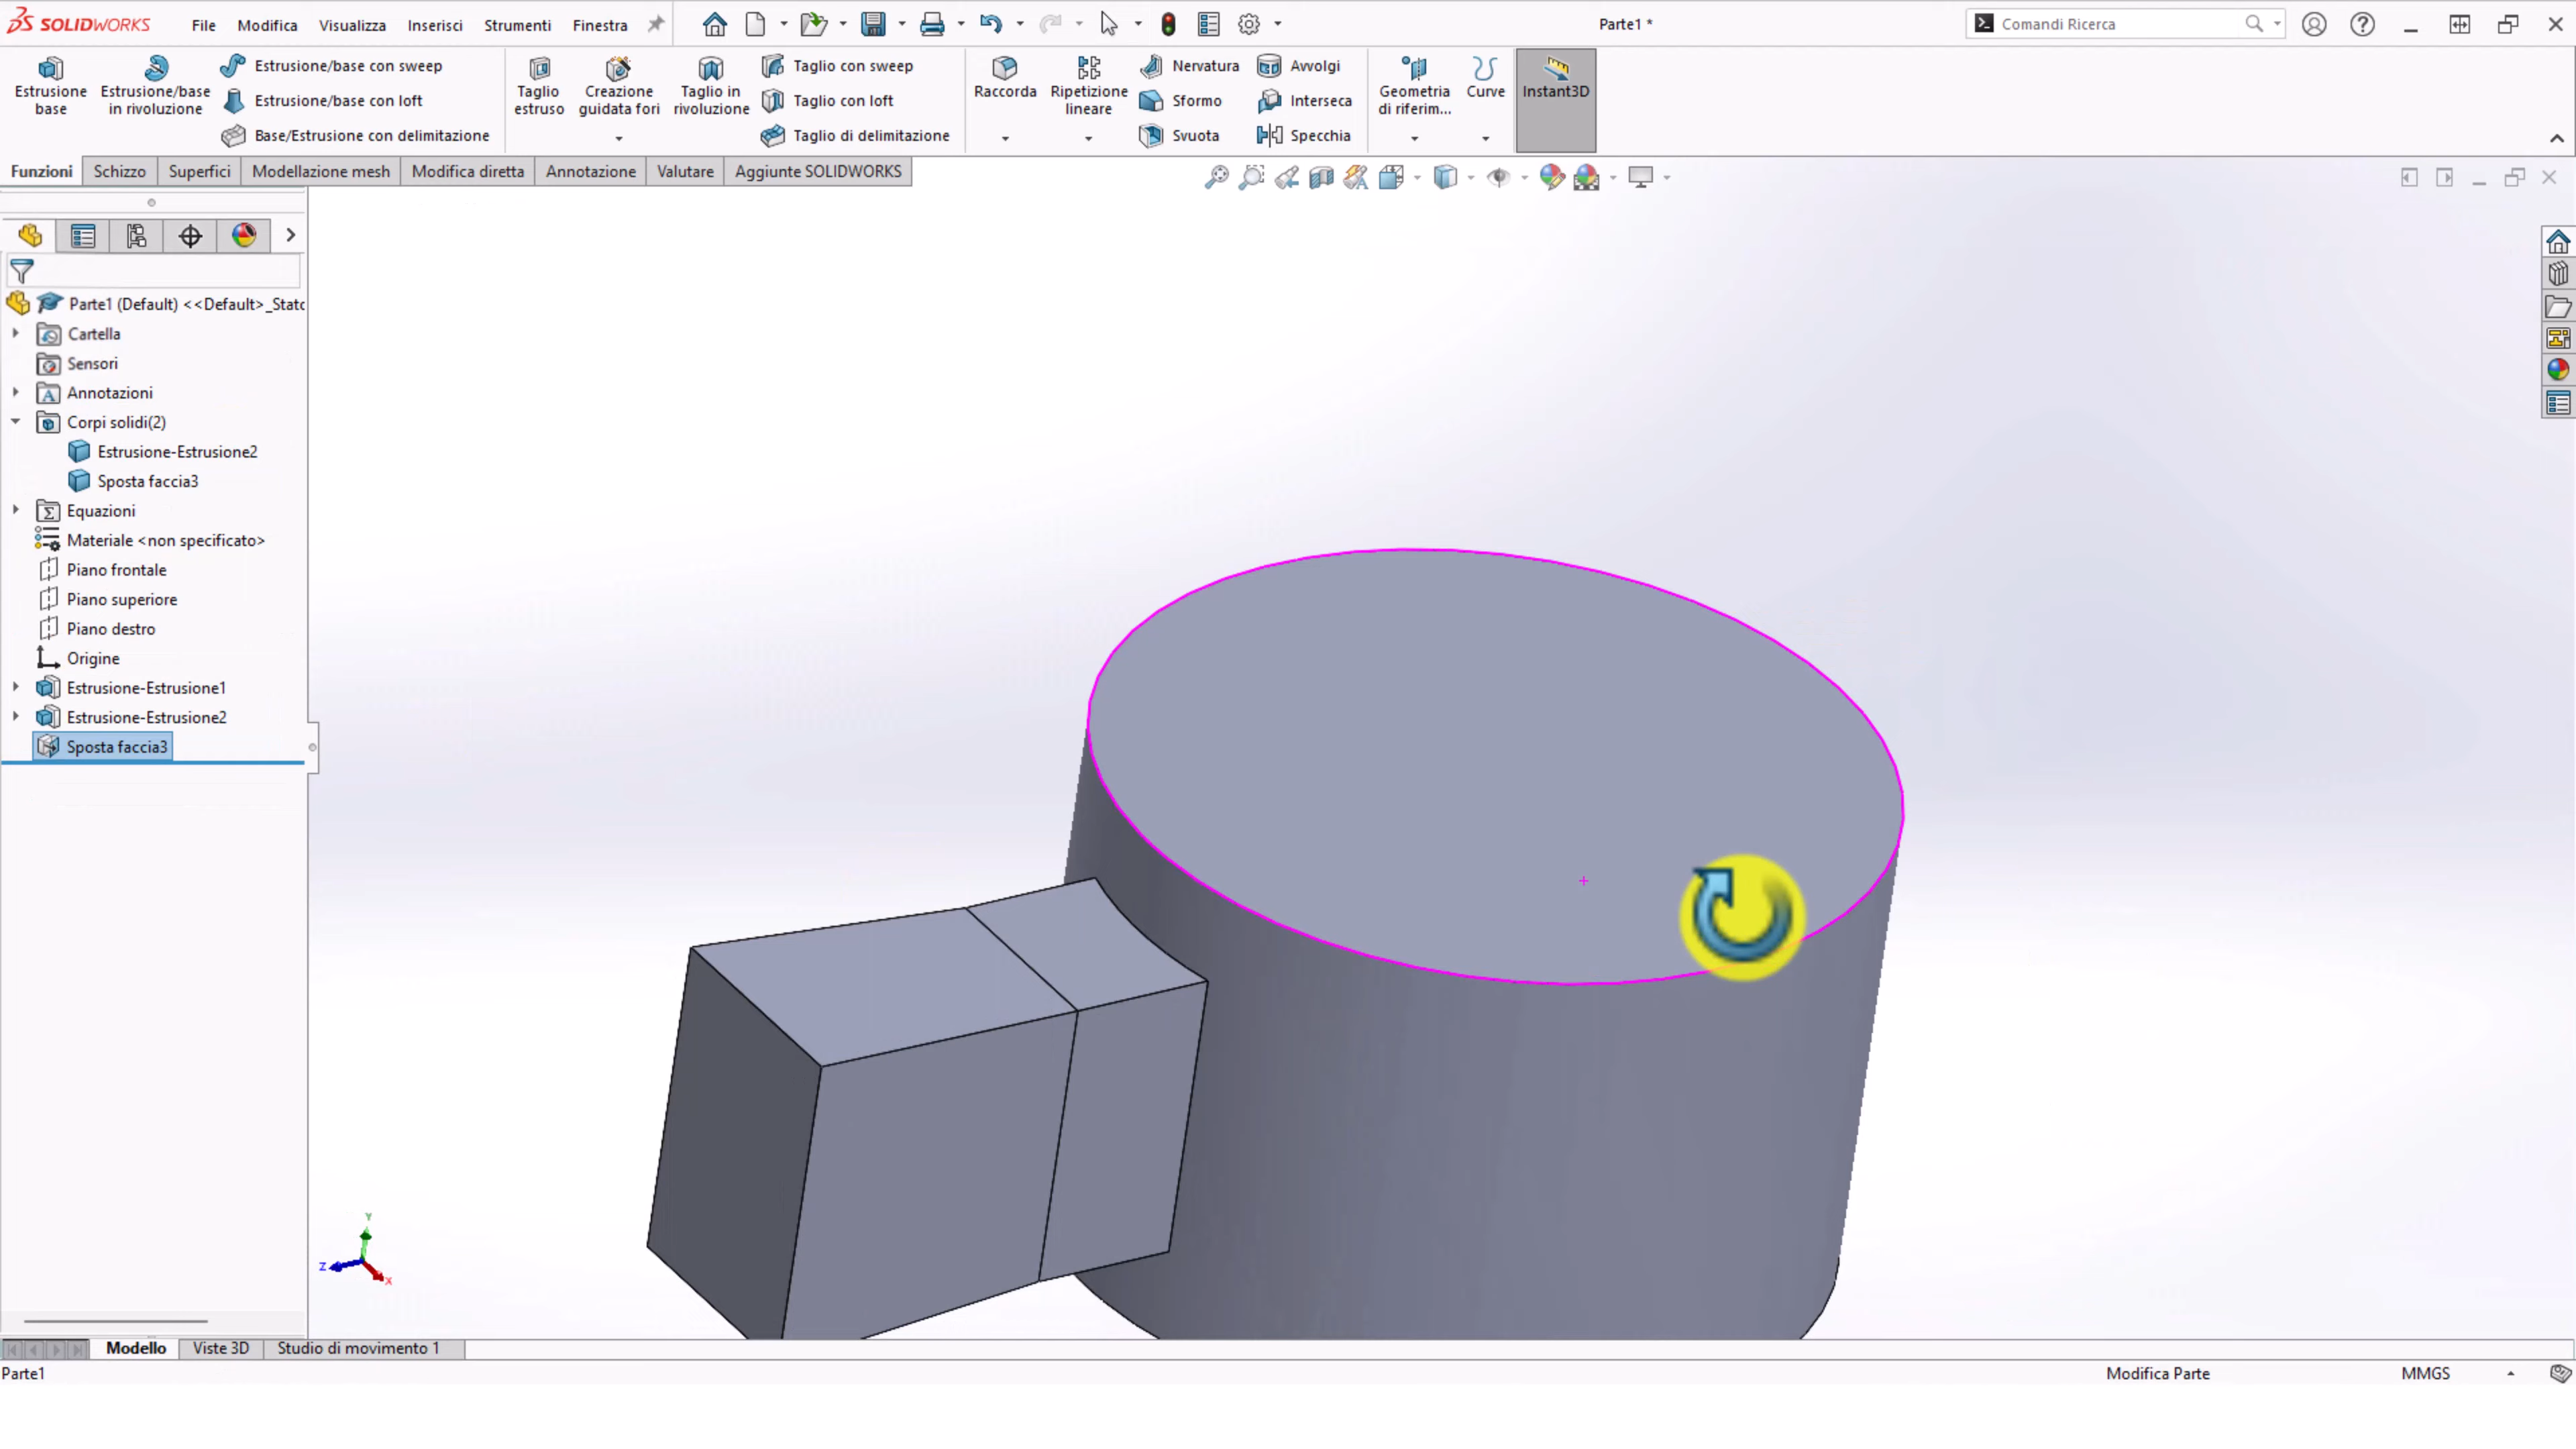 SOLIDWORKS File Modifica Visualizza Inserisci Strumenti Finestra Parte1 * Comandi Ricerca
Estrusione base
Estrusione/base in rivoluzione
Estrusione/base con sweep
Estrusione/base con loft
Base/Estrusione con delimitazione
Taglio estruso
Creazione guidata fori
Taglio in rivoluzione
Taglio con sweep
Taglio con loft
Taglio di delimitazione
Raccorda
Ripetizione lineare
Nervatura
Sformo
Svuota
Avvolgi
Interseca
Specchia
Geometria di riferim...
Curve
Instant3D
Funzioni Schizzo Superfici Modellazione mesh Modifica diretta Annotazione Valutare Aggiunte SOLIDWORKS
Parte1 (Default) <<Default>_Stato
Cartella
Sensori
Annotazioni
Corpi solidi(2)
Estrusione-Estrusione2
Sposta faccia3
Equazioni
Materiale <non specificato>
Piano frontale
Piano superiore
Piano destro
Origine
Estrusione-Estrusione1
Estrusione-Estrusione2
Sposta faccia3
Y
Z
X
Modello Viste 3D Studio di movimento 1
Parte1 Modifica Parte MMGS